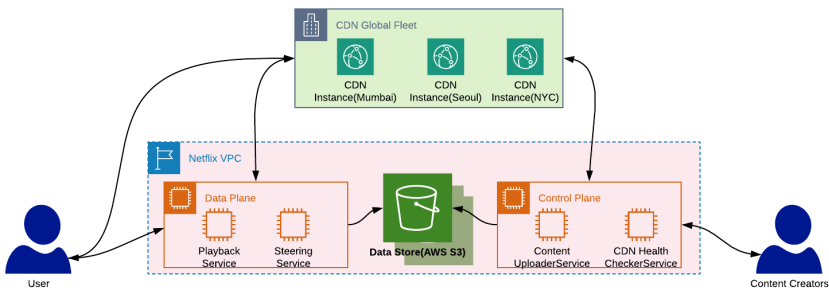 CDN Global Fleet
CDN
Instance(Mumbai)
CDN
Instance(Seoul)
CDN
Instance(NYC)
Netflix VPC
Data Plane
Playback
Service
Steering
Service
Data Store(AWS S3)
Control Plane
Content
UploaderService
CDN Health
CheckerService
User
Content Creators